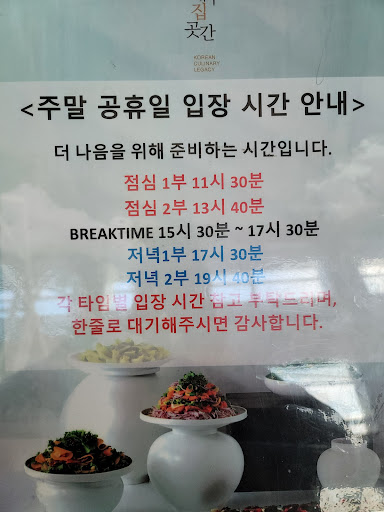 집
곳간
KOREAN
CULINARY
LEGACY
<주말 공휴일 입장 시간 안내>
더 나음을 위해 준비하는 시간입니다.
점심 1부 11시 30분
점심 2부 13시 40분
BREAKTIME 15시 30분 ~ 17시 30분
저녁1부 17시 30분
저녁 2부 19시 40분
각 타임별 입장 시간 참고 부탁드리며,
한줄로 대기해주시면 감사합니다.